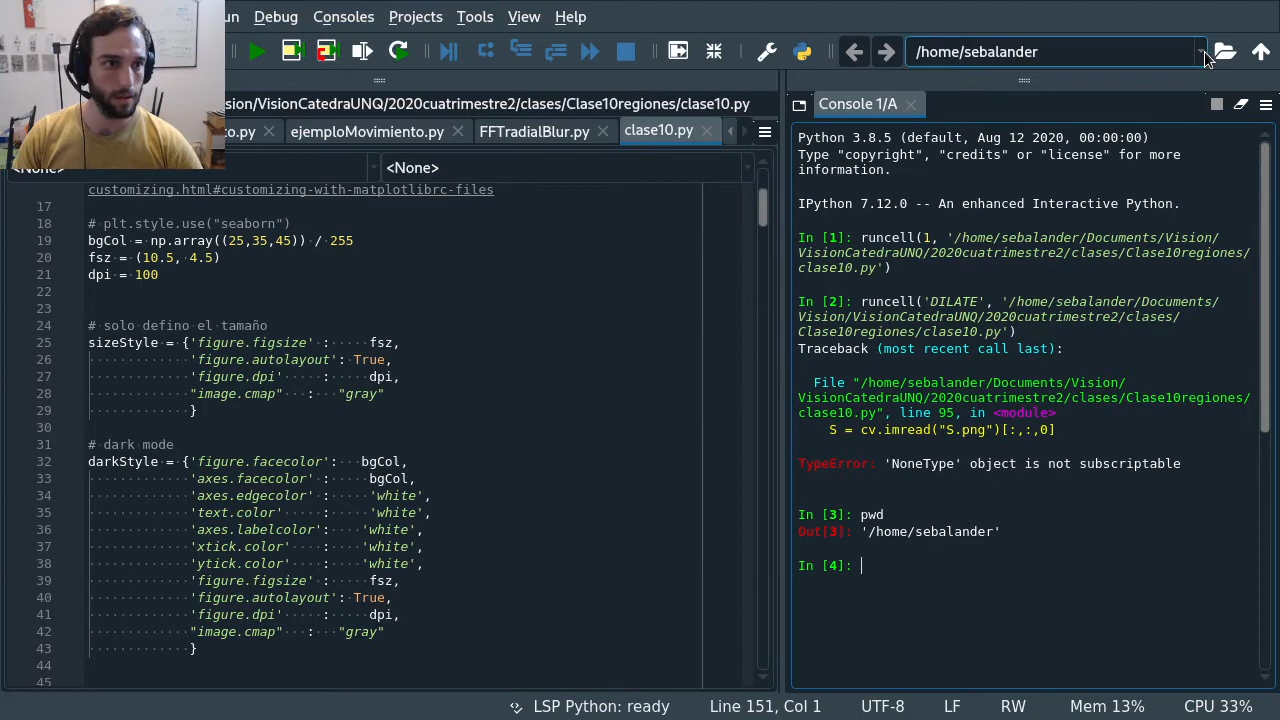 un Debug Consoles Projects Tools View Help
/home/sebalander
sion/VisionCatedraUNQ/2020cuatrimestre2/clases/Clase10regiones/clase10.py
to.py ejemploMovimiento.py FFTradialBlur.py clase10.py
<None> <None>
customizing.html#customizing-with-matplotlibrc-files
17
18 # plt.style.use("seaborn")
19 bgCol = np.array((25,35,45)) / 255
20 fsz = (10.5, 4.5)
21 dpi = 100
22
23
24 # solo defino el tamaño
25 sizeStyle = {'figure.figsize' : fsz,
26 'figure.autolayout': True,
27 'figure.dpi' : dpi,
28 "image.cmap" : "gray"
29 }
30
31 # dark mode
32 darkStyle = {'figure.facecolor': bgCol,
33 'axes.facecolor' : bgCol,
34 'axes.edgecolor' : 'white',
35 'text.color' : 'white',
36 'axes.labelcolor' : 'white',
37 'xtick.color' : 'white',
38 'ytick.color' : 'white',
39 'figure.figsize' : fsz,
40 'figure.autolayout': True,
41 'figure.dpi' : dpi,
42 "image.cmap" : "gray"
43 }
44
45
Console 1/A
Python 3.8.5 (default, Aug 12 2020, 00:00:00)
Type "copyright", "credits" or "license" for more
information.
IPython 7.12.0 -- An enhanced Interactive Python.
In [1]: runcell(1, '/home/sebalander/Documents/Vision/
VisionCatedraUNQ/2020cuatrimestre2/clases/Clase10regiones/
clase10.py')
In [2]: runcell('DILATE', '/home/sebalander/Documents/
Vision/VisionCatedraUNQ/2020cuatrimestre2/clases/
Clase10regiones/clase10.py')
Traceback (most recent call last):
File "/home/sebalander/Documents/Vision/
VisionCatedraUNQ/2020cuatrimestre2/clases/Clase10regiones/
clase10.py", line 95, in <module>
S = cv.imread("S.png")[:,:,0]
TypeError: 'NoneType' object is not subscriptable
In [3]: pwd
Out[3]: '/home/sebalander'
In [4]:
LSP Python: ready Line 151, Col 1 UTF-8 LF RW Mem 13% CPU 33%